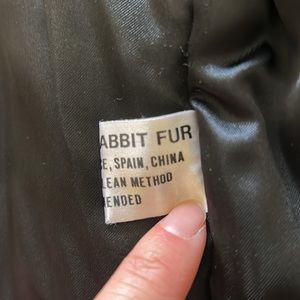 ABBIT FUR
E, SPAIN, CHINA
LEAN METHOD
ENDED